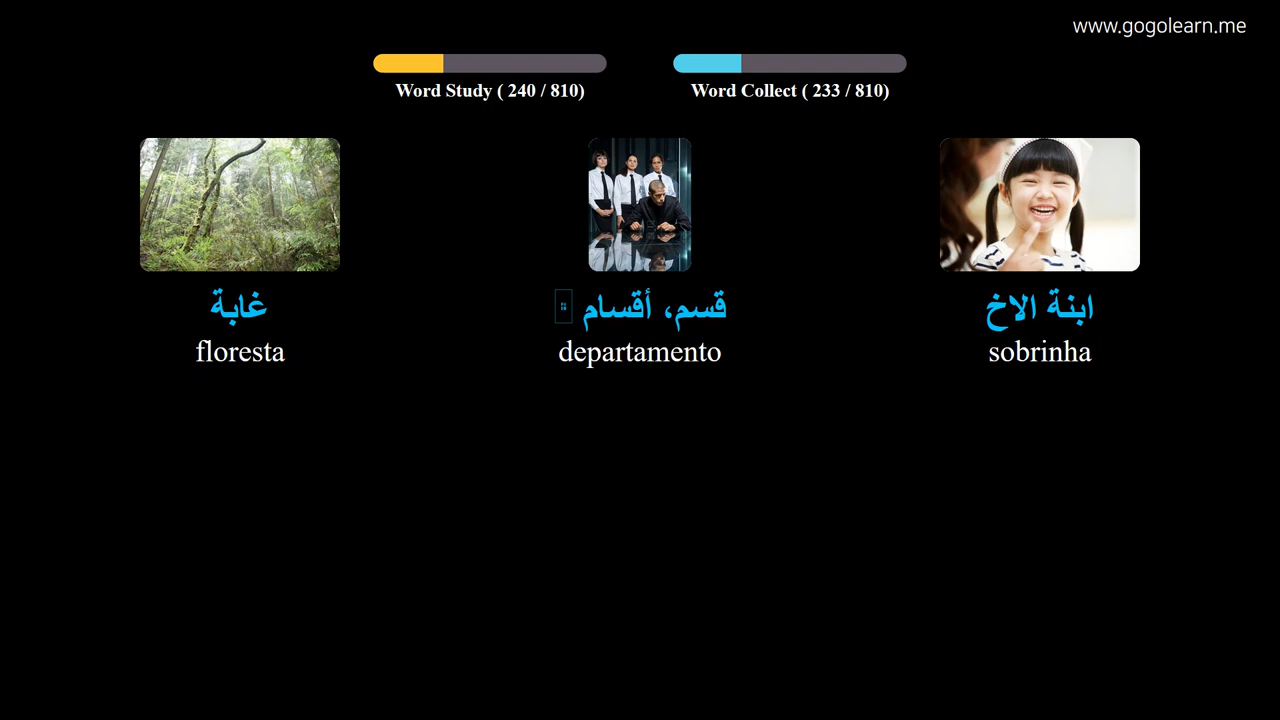 www.gogolearn.me
Word Study ( 240 / 810)
Word Collect ( 233 / 810)
غابة
floresta
قسم، أقسام
departamento
ابنة الاخ
sobrinha